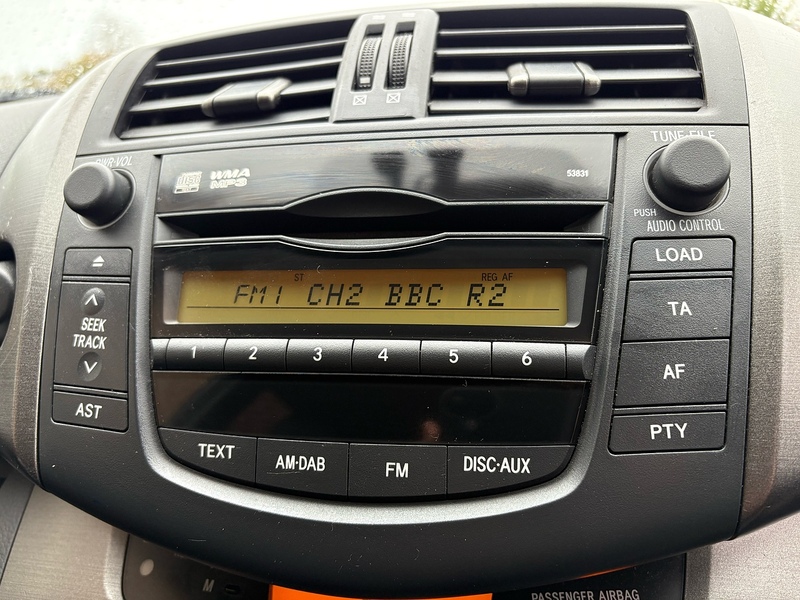 PWR·VOL
TUNE·FILE
WMA
MP3
53831
PUSH
AUDIO CONTROL
LOAD
ST
REG AF
FM1 CH2 BBC R2
SEEK
TRACK
TA
1 2 3 4 5 6
AF
AST
PTY
TEXT
AM·DAB
FM
DISC·AUX
M
PASSENGER AIRBAG